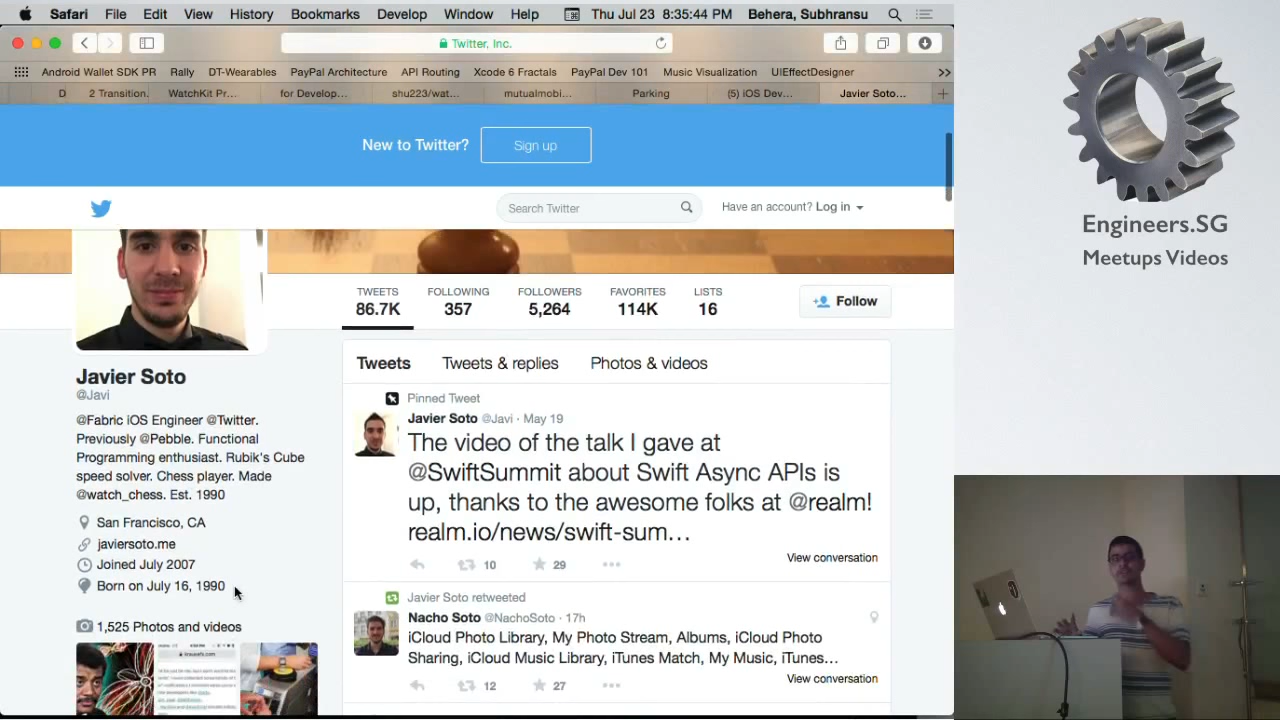 Safari File Edit View History Bookmarks Develop Window Help Thu Jul 23 8:35:44 PM Behera, Subhransu
Twitter, Inc.
Android Wallet SDK PR Rally DT-Wearables PayPal Architecture API Routing Xcode 6 Fractals PayPal Dev 101 Music Visualization UIEffectDesigner >>
D 2 Transition. WatchKit Pr... for Develop... shu223/wat... mutualmobi... Parking (5) iOS Dev... Javier Soto... +
New to Twitter? Sign up
Search Twitter Have an account? Log in
TWEETS FOLLOWING FOLLOWERS FAVORITES LISTS
86.7K 357 5,264 114K 16
Follow
Javier Soto
@Javi
@Fabric iOS Engineer @Twitter.
Previously @Pebble. Functional
Programming enthusiast. Rubik's Cube
speed solver. Chess player. Made
@watch_chess. Est. 1990
San Francisco, CA
javiersoto.me
Joined July 2007
Born on July 16, 1990
1,525 Photos and videos
Tweets Tweets & replies Photos & videos
Pinned Tweet
Javier Soto @Javi · May 19
The video of the talk I gave at
@SwiftSummit about Swift Async APIs is
up, thanks to the awesome folks at @realm!
realm.io/news/swift-sum…
10 29 ••• View conversation
Javier Soto retweeted
Nacho Soto @NachoSoto · 17h
iCloud Photo Library, My Photo Stream, Albums, iCloud Photo
Sharing, iCloud Music Library, iTunes Match, My Music, iTunes…
12 27 ••• View conversation
Engineers.SG
Meetups Videos